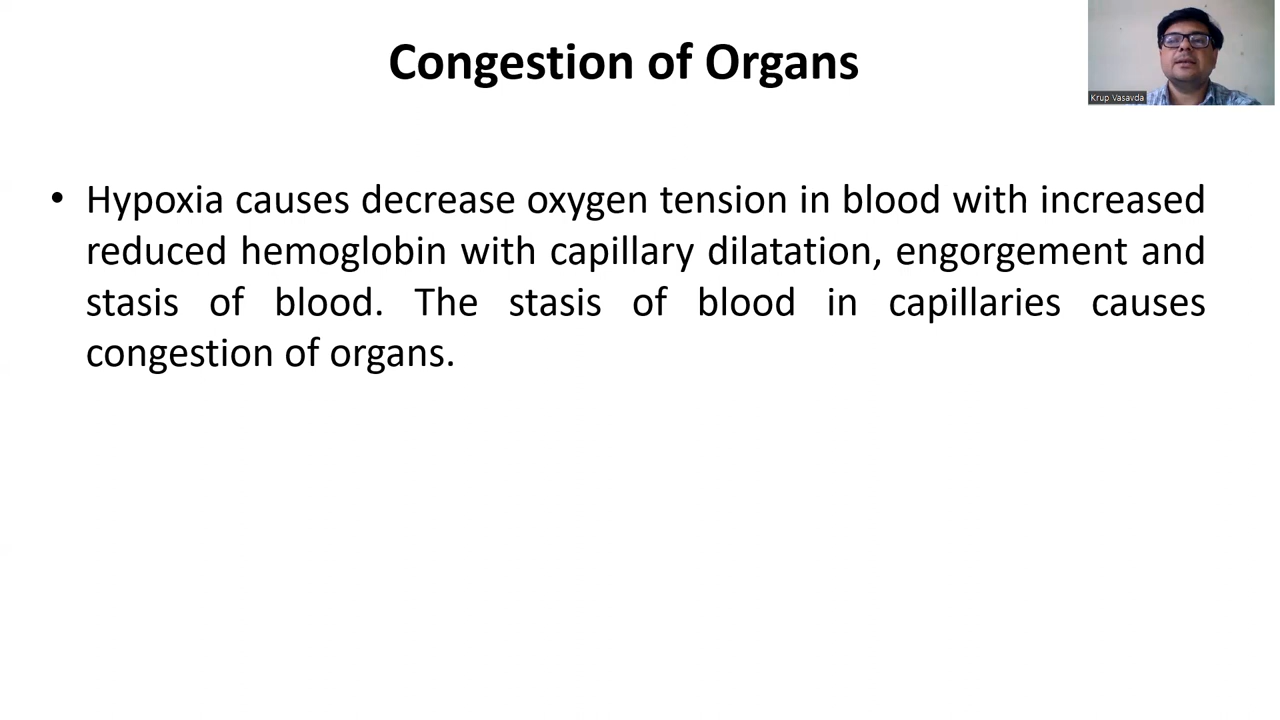 Congestion of Organs
Krup Vasavda
• Hypoxia causes decrease oxygen tension in blood with increased
reduced hemoglobin with capillary dilatation, engorgement and
stasis of blood. The stasis of blood in capillaries causes
congestion of organs.